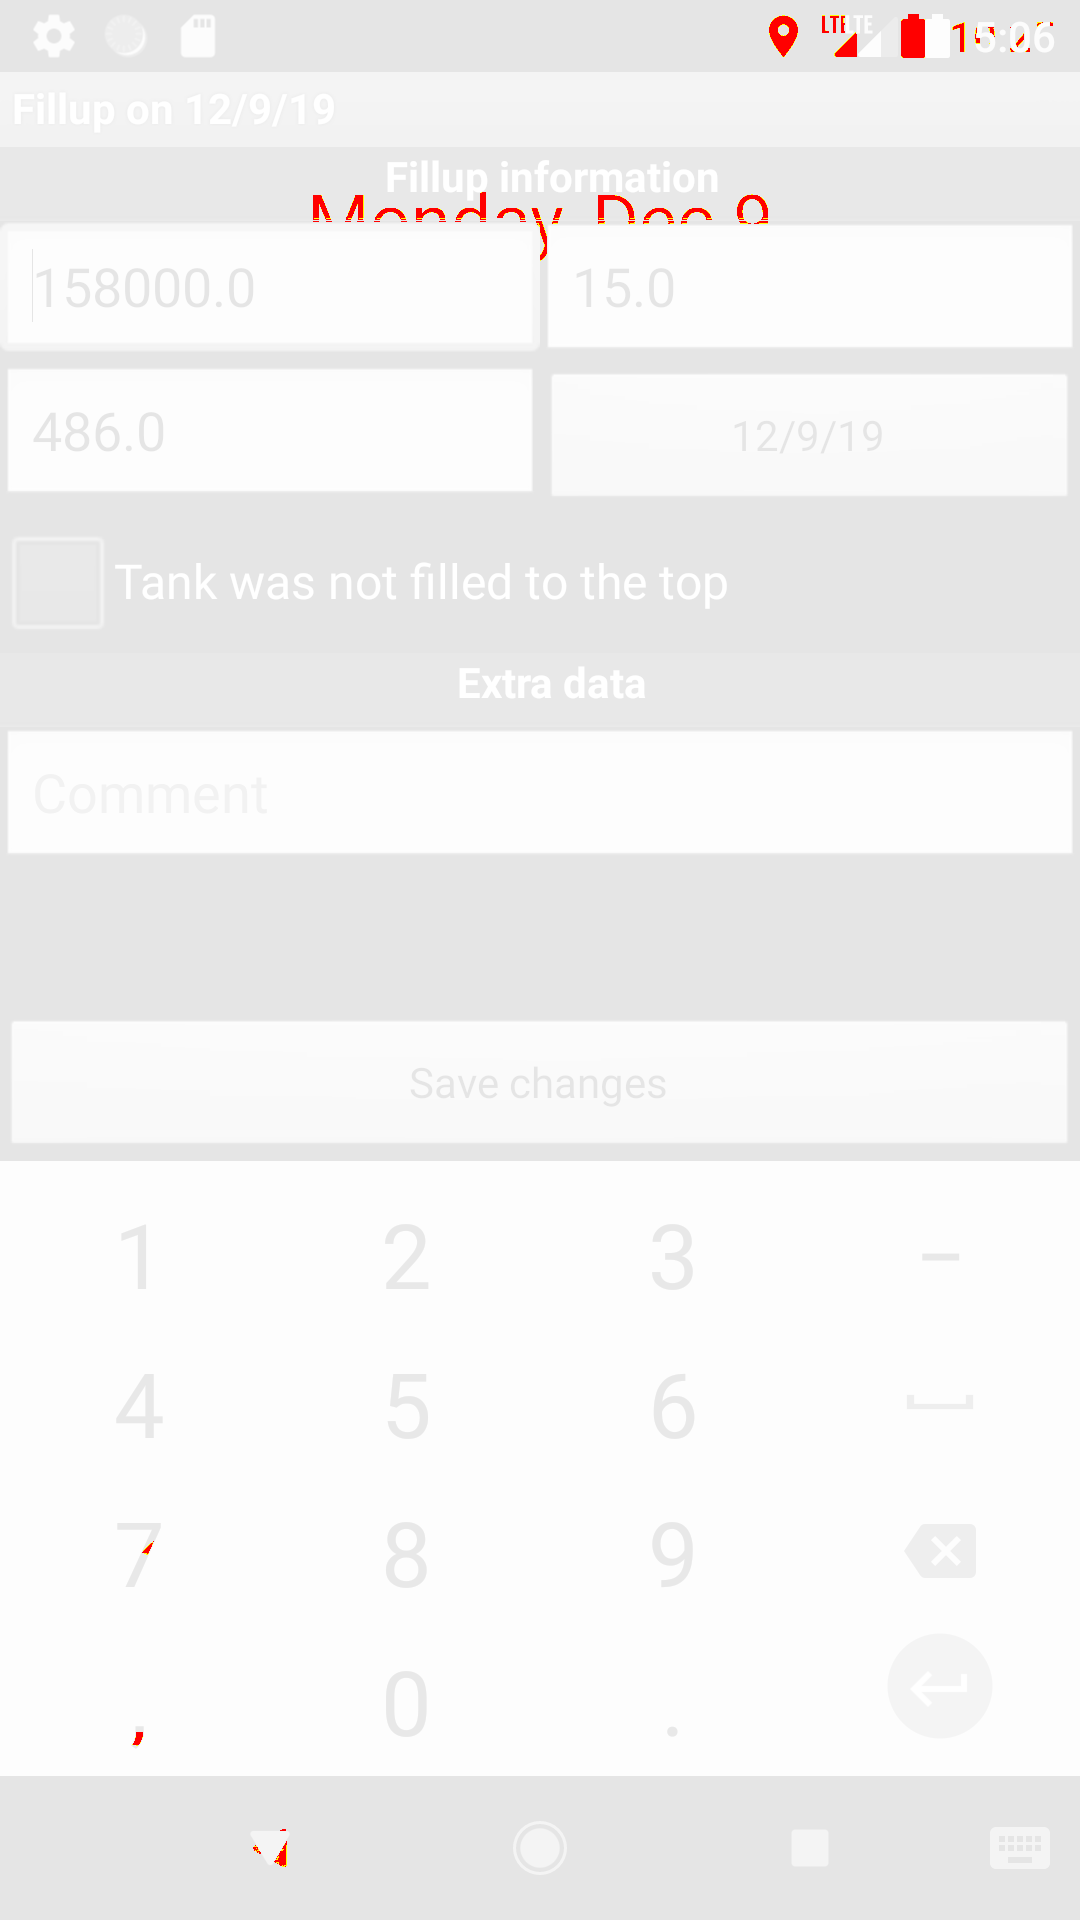 LTE LTE 15:06
Fillup on 12/9/19
Fillup information
Monday, Dec 9
158000.0 15.0
486.0 12/9/19
Tank was not filled to the top
Extra data
Comment
Save changes
1 2 3 –
4 5 6
7 8 9
, 0 .